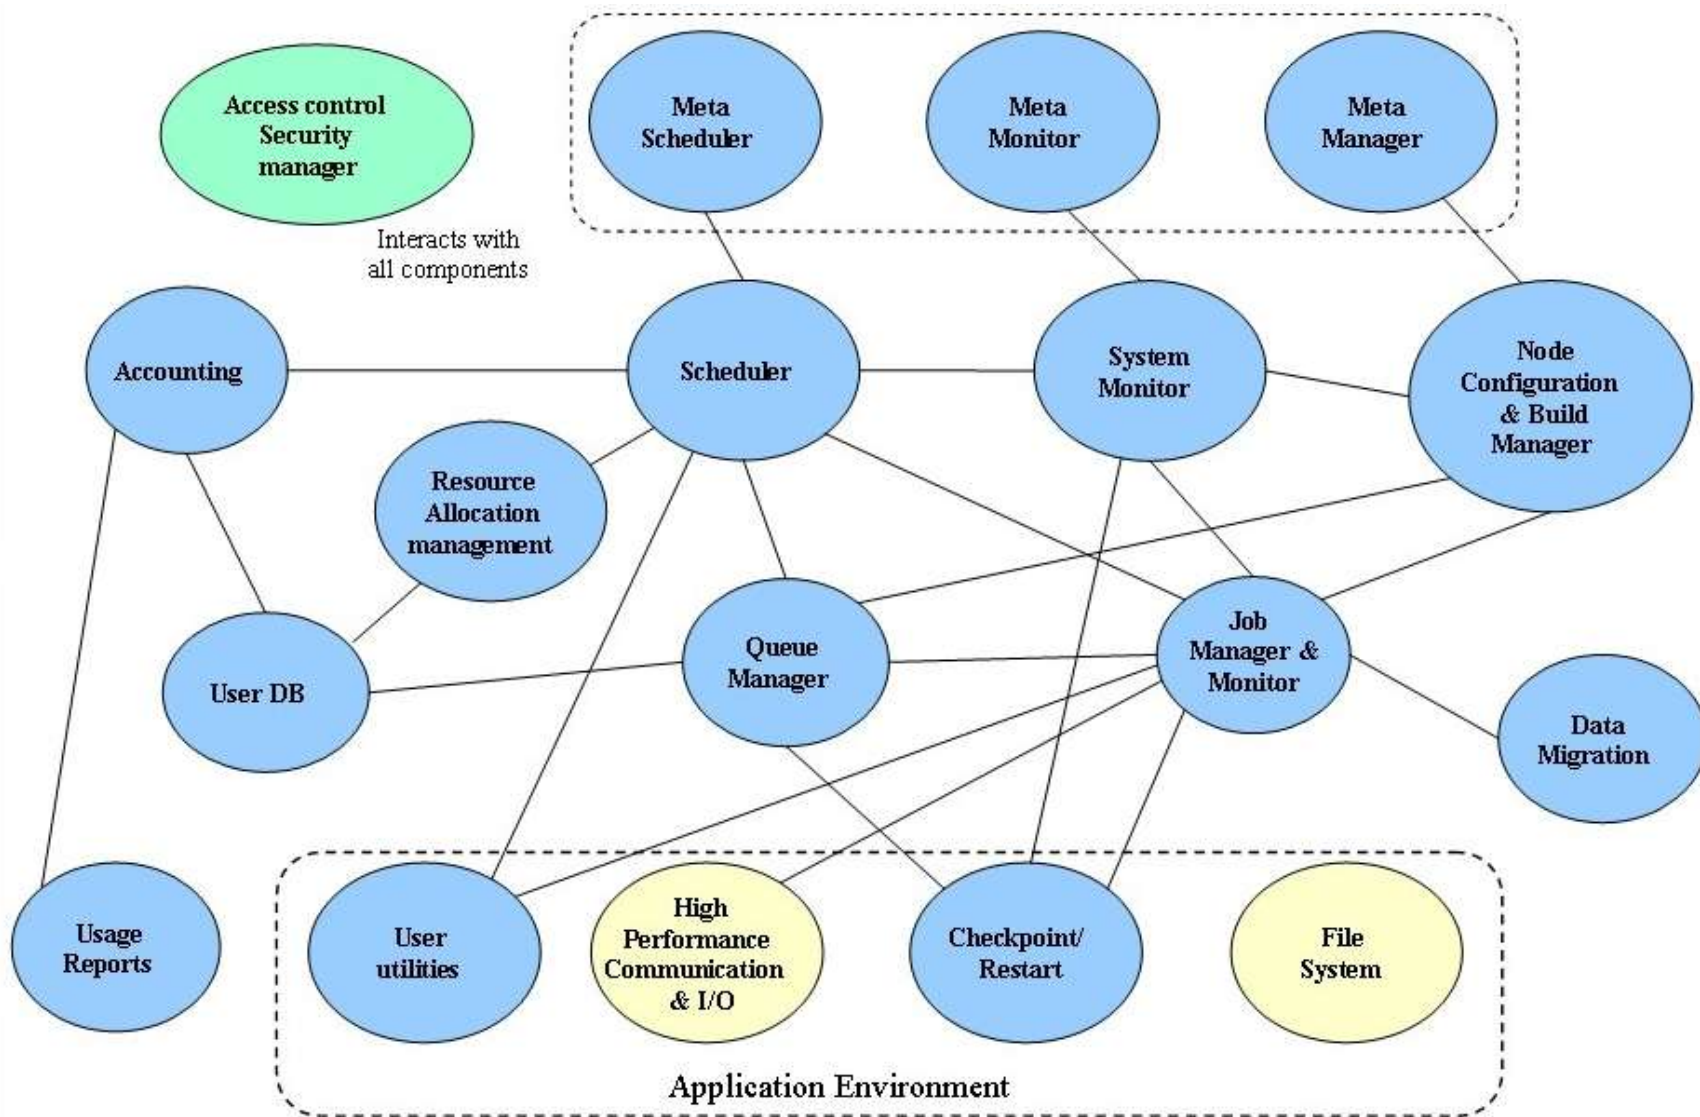 Access control
Security
manager
Interacts with
all components
Meta
Scheduler
Meta
Monitor
Meta
Manager
Accounting
Scheduler
System
Monitor
Node
Configuration
& Build
Manager
Resource
Allocation
management
User DB
Queue
Manager
Job
Manager &
Monitor
Data
Migration
Usage
Reports
User
utilities
High
Performance
Communication
& I/O
Checkpoint/
Restart
File
System
Application Environment